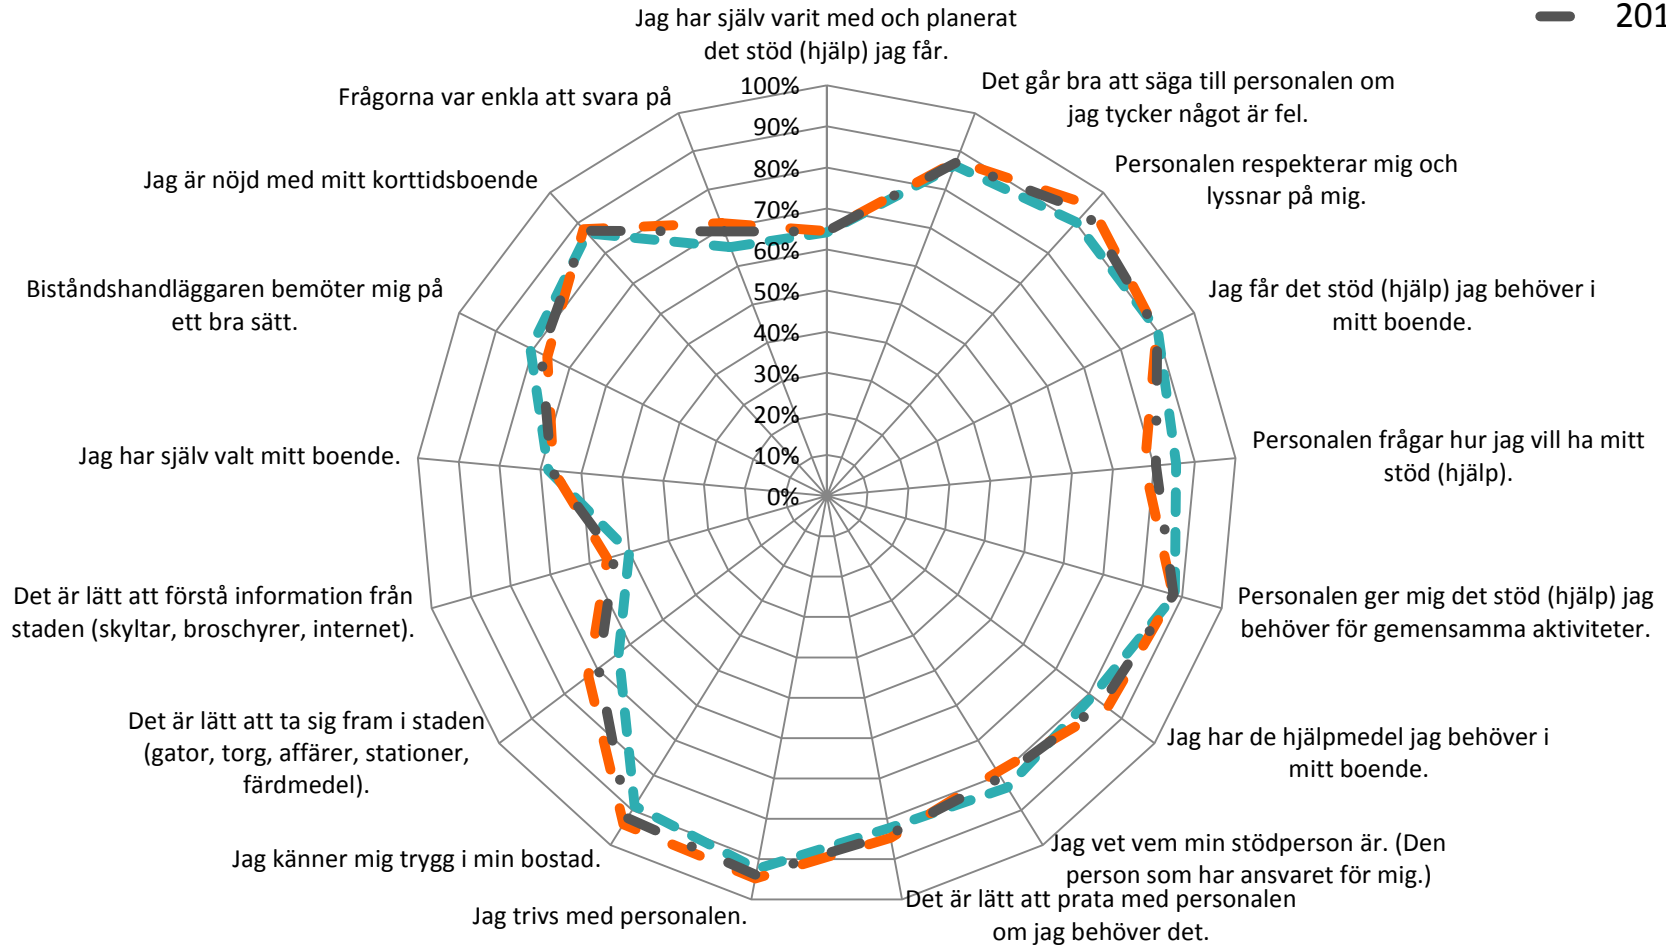 201
Jag har själv varit med och planerat
det stöd (hjälp) jag får.
Det går bra att säga till personalen om
jag tycker något är fel.
Personalen respekterar mig och
lyssnar på mig.
Jag får det stöd (hjälp) jag behöver i
mitt boende.
Personalen frågar hur jag vill ha mitt
stöd (hjälp).
Personalen ger mig det stöd (hjälp) jag
behöver för gemensamma aktiviteter.
Jag har de hjälpmedel jag behöver i
mitt boende.
Jag vet vem min stödperson är. (Den
person som har ansvaret för mig.)
Det är lätt att prata med personalen
om jag behöver det.
Jag trivs med personalen.
Jag känner mig trygg i min bostad.
Det är lätt att ta sig fram i staden
(gator, torg, affärer, stationer,
färdmedel).
Det är lätt att förstå information från
staden (skyltar, broschyrer, internet).
Jag har själv valt mitt boende.
Biståndshandläggaren bemöter mig på
ett bra sätt.
Jag är nöjd med mitt korttidsboende
Frågorna var enkla att svara på
100%
90%
80%
70%
60%
50%
40%
30%
20%
10%
0%